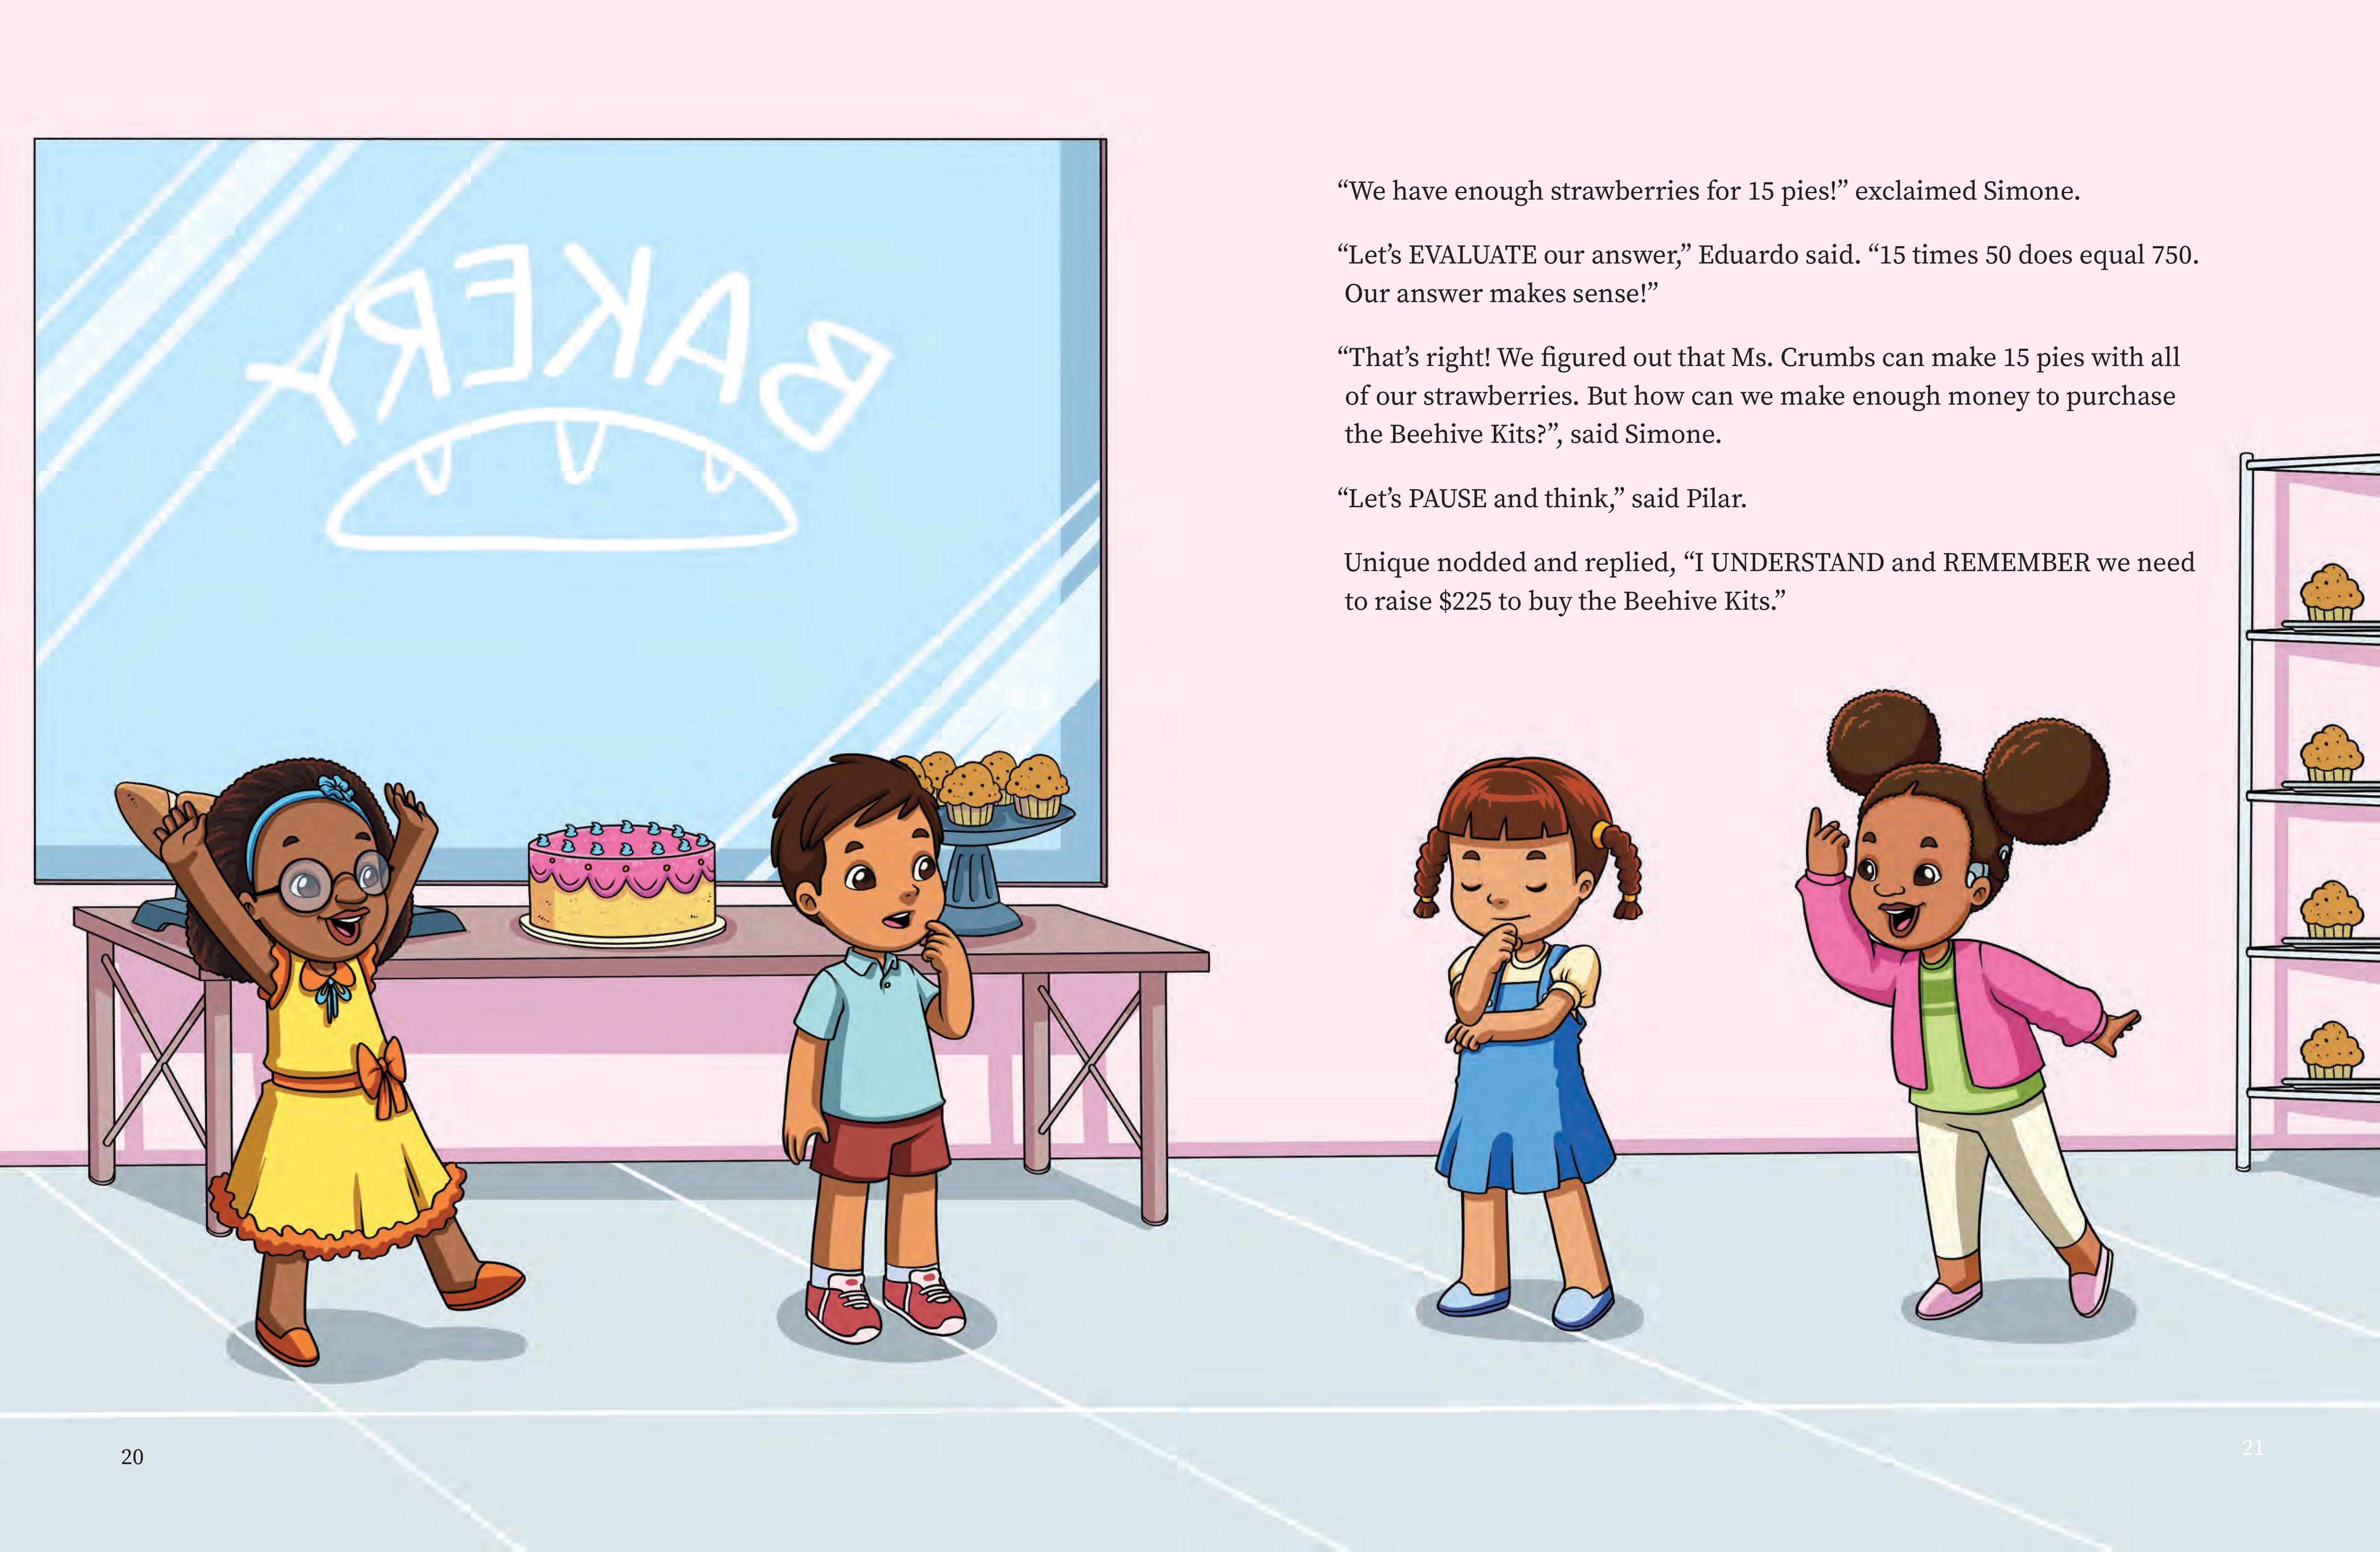 BAKERY
“We have enough strawberries for 15 pies!” exclaimed Simone.
“Let’s EVALUATE our answer,” Eduardo said. “15 times 50 does equal 750.
Our answer makes sense!”
“That’s right! We figured out that Ms. Crumbs can make 15 pies with all
of our strawberries. But how can we make enough money to purchase
the Beehive Kits?”, said Simone.
“Let’s PAUSE and think,” said Pilar.
Unique nodded and replied, “I UNDERSTAND and REMEMBER we need
to raise $225 to buy the Beehive Kits.”
20
21